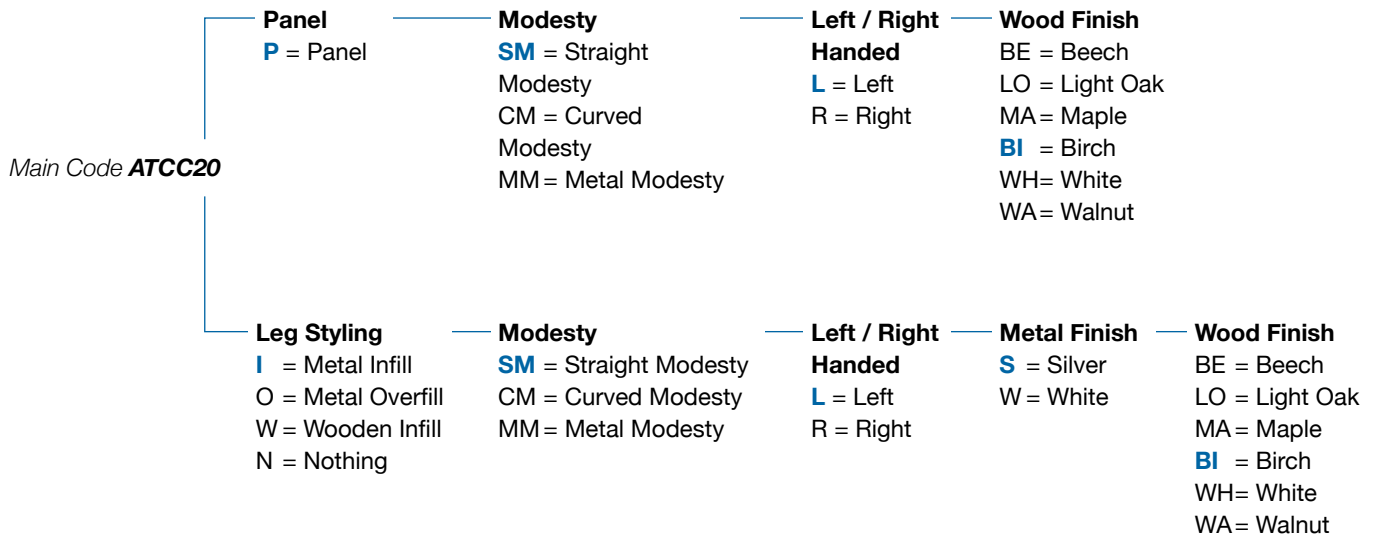 Panel
P = Panel
Modesty
SM = Straight
Modesty
CM = Curved
Modesty
MM = Metal Modesty
Left / Right
Handed
L = Left
R = Right
Wood Finish
BE = Beech
LO = Light Oak
MA = Maple
BI = Birch
WH= White
WA = Walnut
Main Code ATCC20
Leg Styling
I = Metal Infill
O = Metal Overfill
W = Wooden Infill
N = Nothing
Modesty
SM = Straight Modesty
CM = Curved Modesty
MM = Metal Modesty
Left / Right
Handed
L = Left
R = Right
Metal Finish
S = Silver
W = White
Wood Finish
BE = Beech
LO = Light Oak
MA = Maple
BI = Birch
WH= White
WA = Walnut